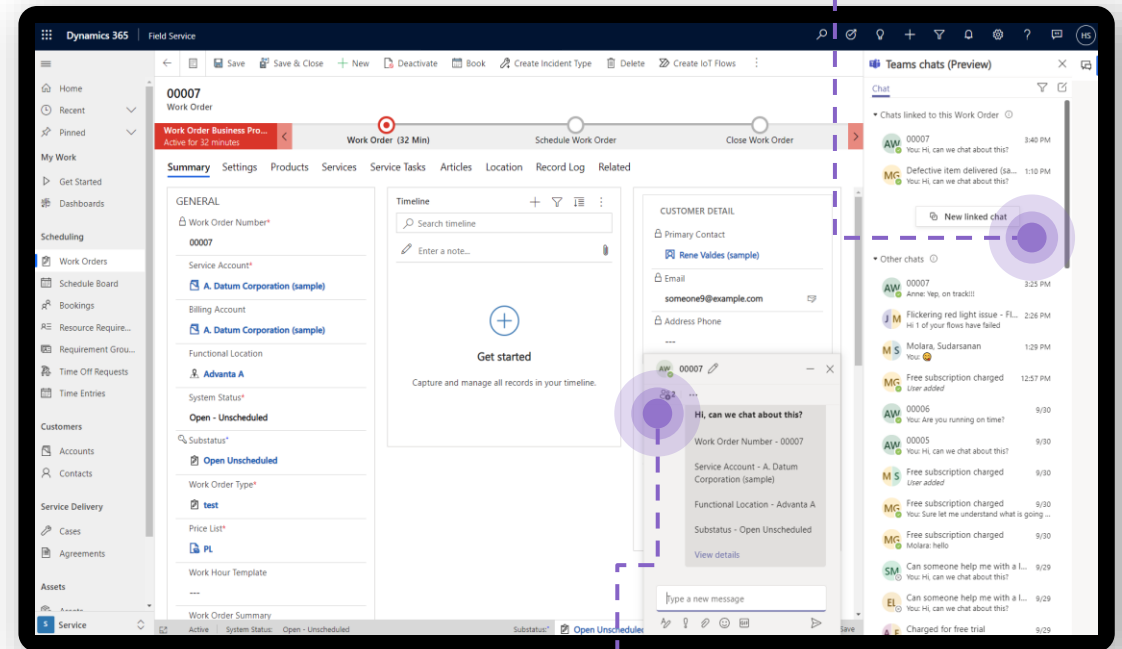 Dynamics 365 Field Service
HS
Save Save & Close New Deactivate Book Create Incident Type Delete Create IoT Flows
00007
Work Order
Work Order Business Pro...
Active for 32 minutes
Work Order (32 Min)
Schedule Work Order
Close Work Order
Summary Settings Products Services Service Tasks Articles Location Record Log Related
Home
Recent
Pinned
My Work
Get Started
Dashboards
Scheduling
Work Orders
Schedule Board
Bookings
Resource Require...
Requirement Grou...
Time Off Requests
Time Entries
Customers
Accounts
Contacts
Service Delivery
Cases
Agreements
Assets
S Service
GENERAL
Work Order Number*
00007
Service Account*
A. Datum Corporation (sample)
Billing Account
A. Datum Corporation (sample)
Functional Location
Advanta A
System Status*
Open - Unscheduled
Substatus*
Open Unscheduled
Work Order Type*
test
Price List*
PL
Work Hour Template
---
Work Order Summary
Timeline
Search timeline
Enter a note...
Get started
Capture and manage all records in your timeline.
CUSTOMER DETAIL
Primary Contact
Rene Valdes (sample)
Email
someone9@example.com
Address Phone
---
AW 00007
2 ...
Hi, can we chat about this?
Work Order Number - 00007
Service Account - A. Datum
Corporation (sample)
Functional Location - Advanta A
Substatus - Open Unscheduled
View details
Type a new message
Active System Status: Open - Unscheduled Substatus:* Open Unscheduled Save
Teams chats (Preview)
Chat
Chats linked to this Work Order
AW 00007 3:40 PM
You: Hi, can we chat about this?
MG Defective item delivered (sa... 1:10 PM
You: Hi, can we chat about this?
New linked chat
Other chats
AW 00007 3:25 PM
Anne: Yep, on track!!!
J M Flickering red light issue - Fl... 2:26 PM
Hi 1 of your flows have failed
M S Molara, Sudarsanan 1:29 PM
You: 😋
MG Free subscription charged 12:57 PM
User added
AW 00006 9/30
You: Are you running on time?
AW 00005 9/30
You: Hi, can we chat about this?
M S Free subscription charged 9/30
User added
MG Free subscription charged 9/30
You: Sure let me understand what is going ...
MG Free subscription charged 9/30
Molara: hello
SM Can someone help me with a l... 9/29
You: Hi, can we chat about this?
EL Can someone help me with a l... 9/29
You: Hi, can we chat about this?
Charged for free trial 9/29